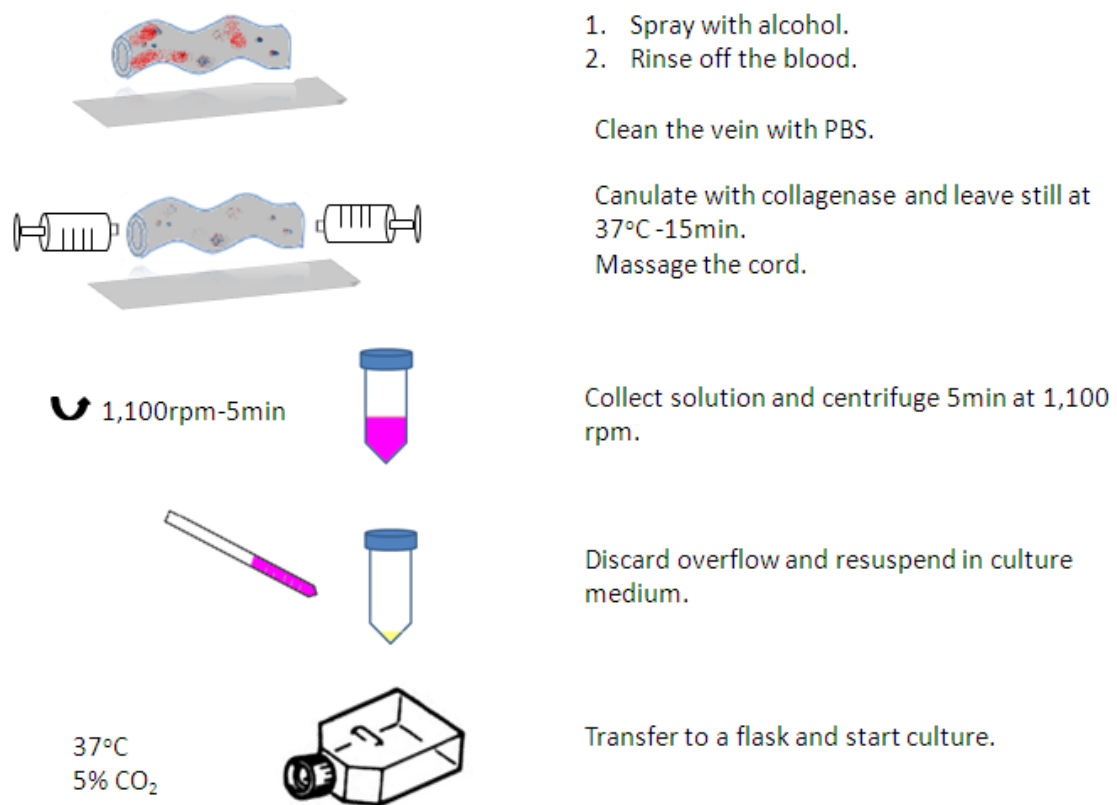 1. Spray with alcohol.
2. Rinse off the blood.
Clean the vein with PBS.
Canulate with collagenase and leave still at
37°C -15min.
Massage the cord.
1,100rpm-5min
Collect solution and centrifuge 5min at 1,100
rpm.
Discard overflow and resuspend in culture
medium.
37°C
5% CO₂
Transfer to a flask and start culture.